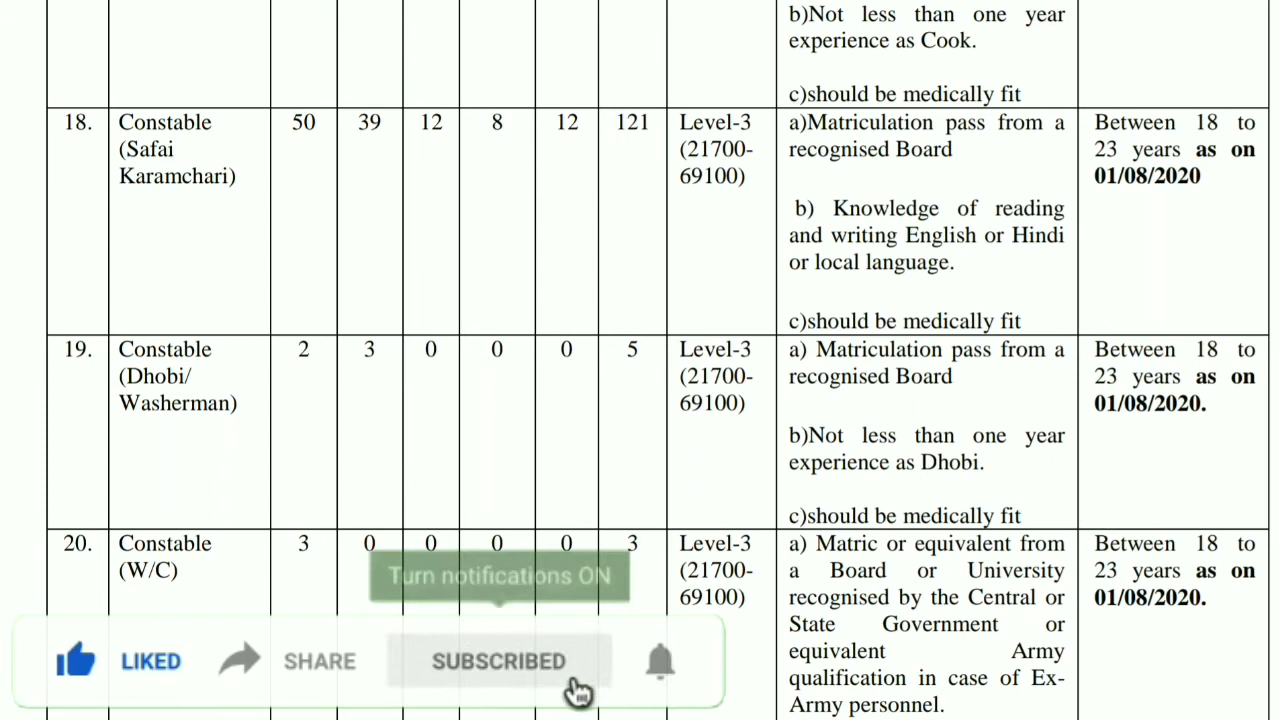 b)Not less than one year
experience as Cook.
c)should be medically fit
18. Constable 50 39 12 8 12 121 Level-3 a)Matriculation pass from a Between 18 to
(Safai (21700- recognised Board 23 years as on
Karamchari) 69100) 01/08/2020
b) Knowledge of reading
and writing English or Hindi
or local language.
c)should be medically fit
19. Constable 2 3 0 0 0 5 Level-3 a) Matriculation pass from a Between 18 to
(Dhobi/ (21700- recognised Board 23 years as on
Washerman) 69100) 01/08/2020.
b)Not less than one year
experience as Dhobi.
c)should be medically fit
20. Constable 3 0 0 0 0 3 Level-3 a) Matric or equivalent from Between 18 to
(W/C) (21700- a Board or University 23 years as on
69100) recognised by the Central or 01/08/2020.
State Government or
equivalent Army
qualification in case of Ex-
Army personnel.
Turn notifications ON
LIKED SHARE SUBSCRIBED